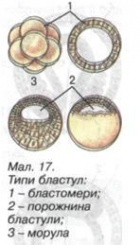 1
3
2
Мал. 17.
Типи бластул:
1 – бластомери;
2 – порожнина
бластули;
3 – морула